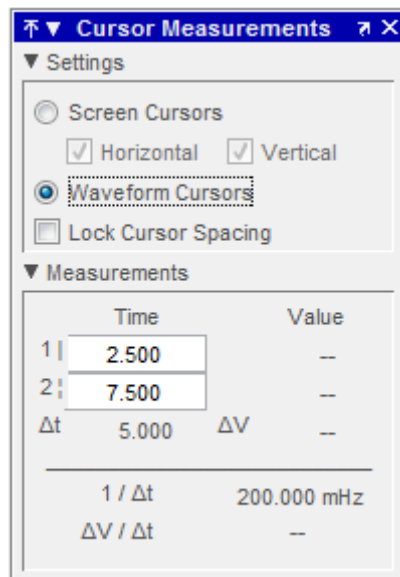 Cursor Measurements
Settings
Screen Cursors
Horizontal Vertical
Waveform Cursors
Lock Cursor Spacing
Measurements
Time Value
1 2.500 --
2 7.500 --
Δt 5.000 ΔV --
1 / Δt 200.000 mHz
ΔV / Δt --